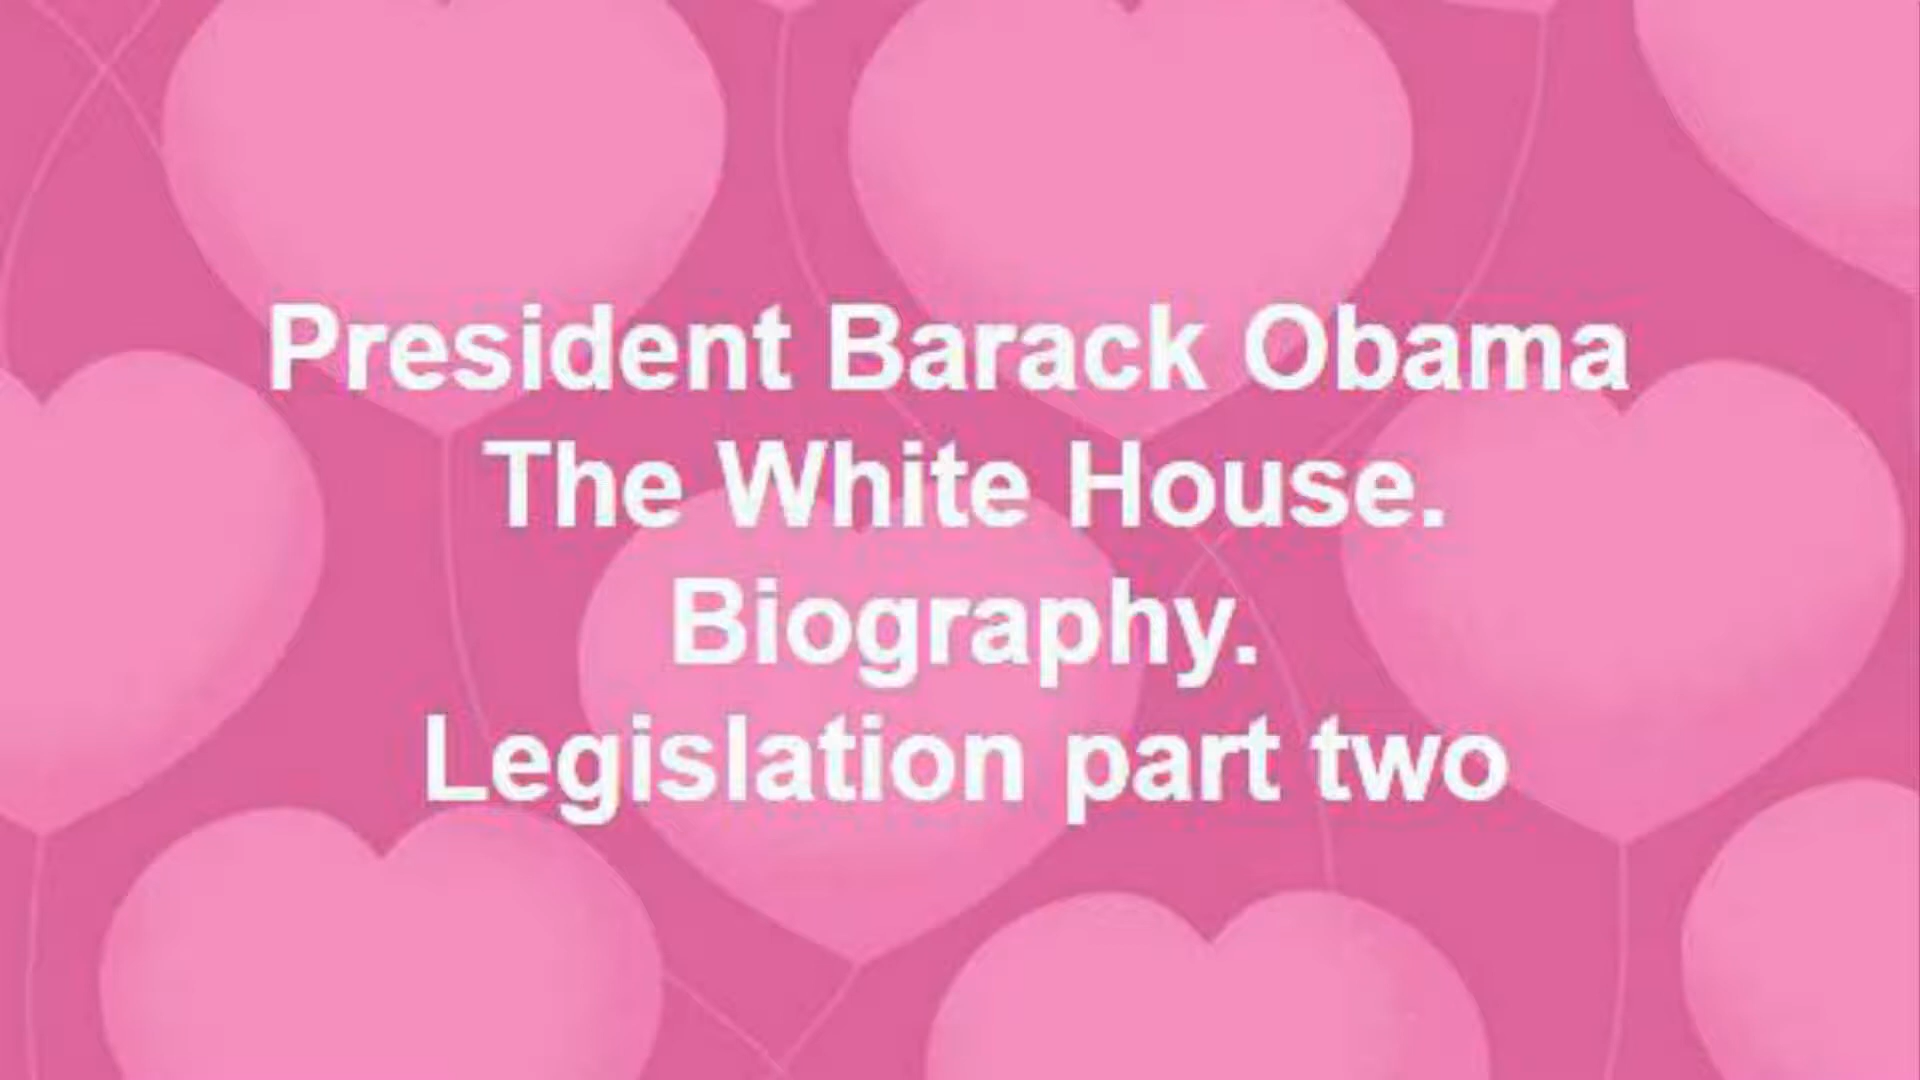 President Barack Obama
The White House.
Biography.
Legislation part two